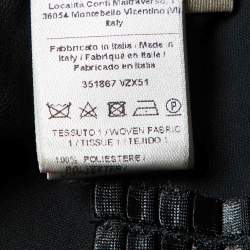 Località Conti Maltraverso, 1
36054 Montebello Vicentino (VI)
Italy
Fabbricato in Italia / Made in
Italy / Fabriqué en Italie /
Fabricado en Italia
351867 VZX51
P
TESSUTO 1 / WOVEN FABRIC
1 / TISSUE 1 / TEJIDO 1
100% POLIESTERE /